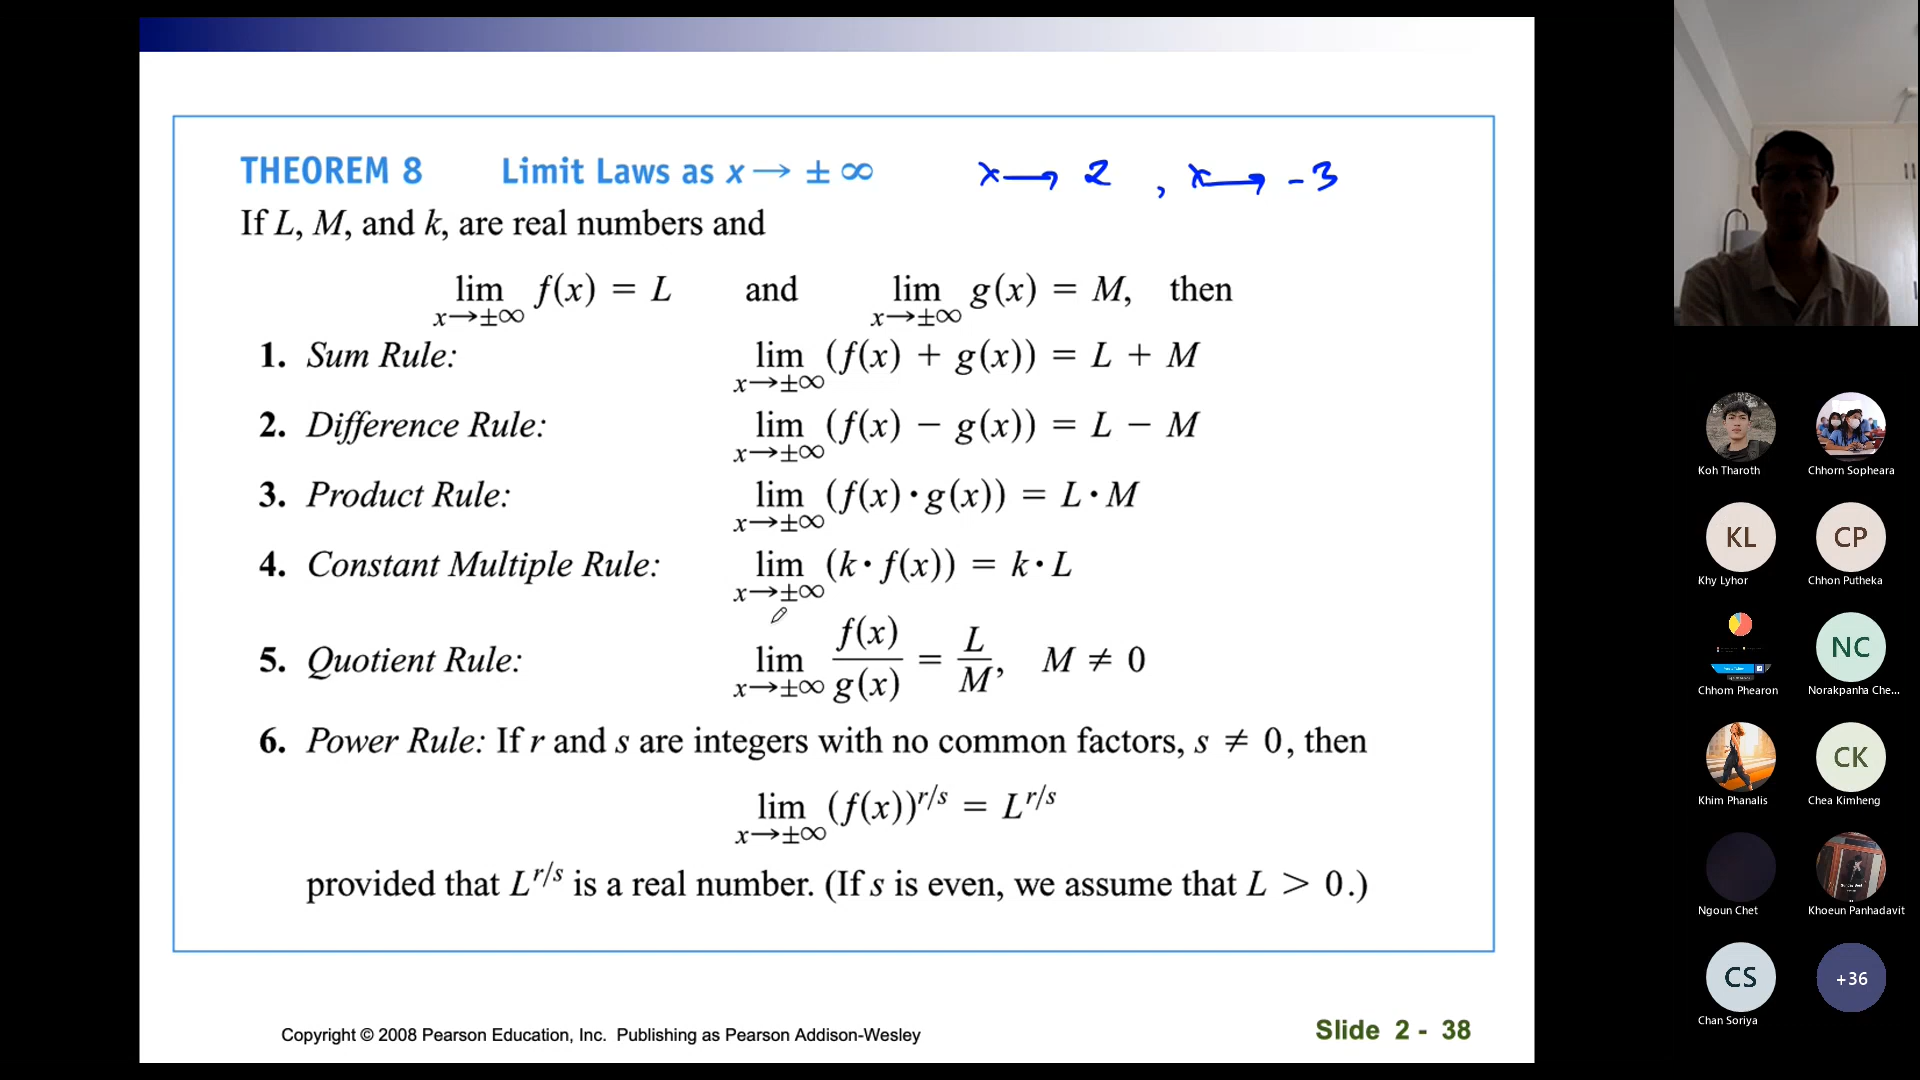 THEOREM 8 Limit Laws as x → ± ∞ x → 2 , x → -3
If L, M, and k, are real numbers and
lim x→±∞ f(x) = L and lim x→±∞ g(x) = M, then
1. Sum Rule: lim x→±∞ (f(x) + g(x)) = L + M
2. Difference Rule: lim x→±∞ (f(x) − g(x)) = L − M
3. Product Rule: lim x→±∞ (f(x) · g(x)) = L · M
4. Constant Multiple Rule: lim x→±∞ (k · f(x)) = k · L
5. Quotient Rule: lim x→±∞ f(x)/g(x) = L/M, M ≠ 0
6. Power Rule: If r and s are integers with no common factors, s ≠ 0, then
lim x→±∞ (f(x))^r/s = L^r/s
provided that L^r/s is a real number. (If s is even, we assume that L > 0.)
Copyright © 2008 Pearson Education, Inc. Publishing as Pearson Addison-Wesley
Slide 2 - 38
Koh Tharoth
Chhorn Sopheara
KL
CP
Khy Lyhor
Chhon Putheka
NC
Chhom Phearon
Norakpanha Che...
CK
Khim Phanalis
Chea Kimheng
Ngoun Chet
Khoeun Panhadavit
CS
+36
Chan Soriya